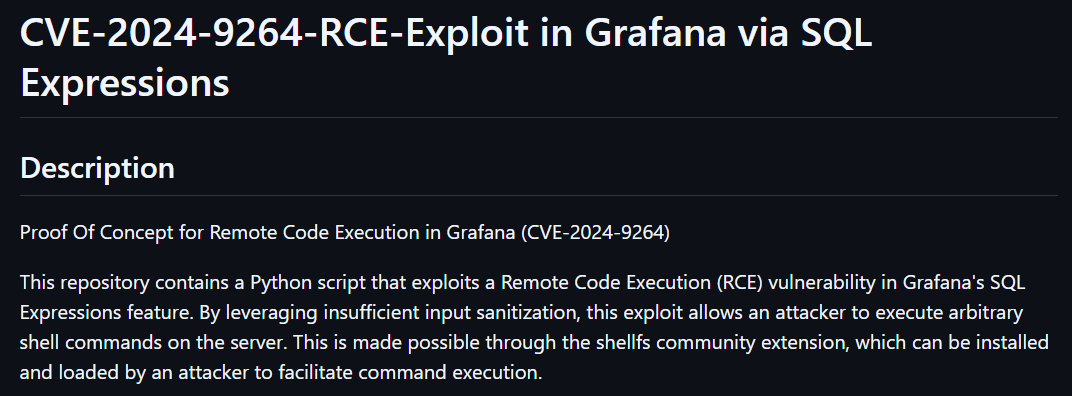 CVE-2024-9264-RCE-Exploit in Grafana via SQL
Expressions
Description
Proof Of Concept for Remote Code Execution in Grafana (CVE-2024-9264)
This repository contains a Python script that exploits a Remote Code Execution (RCE) vulnerability in Grafana's SQL
Expressions feature. By leveraging insufficient input sanitization, this exploit allows an attacker to execute arbitrary
shell commands on the server. This is made possible through the shellfs community extension, which can be installed
and loaded by an attacker to facilitate command execution.